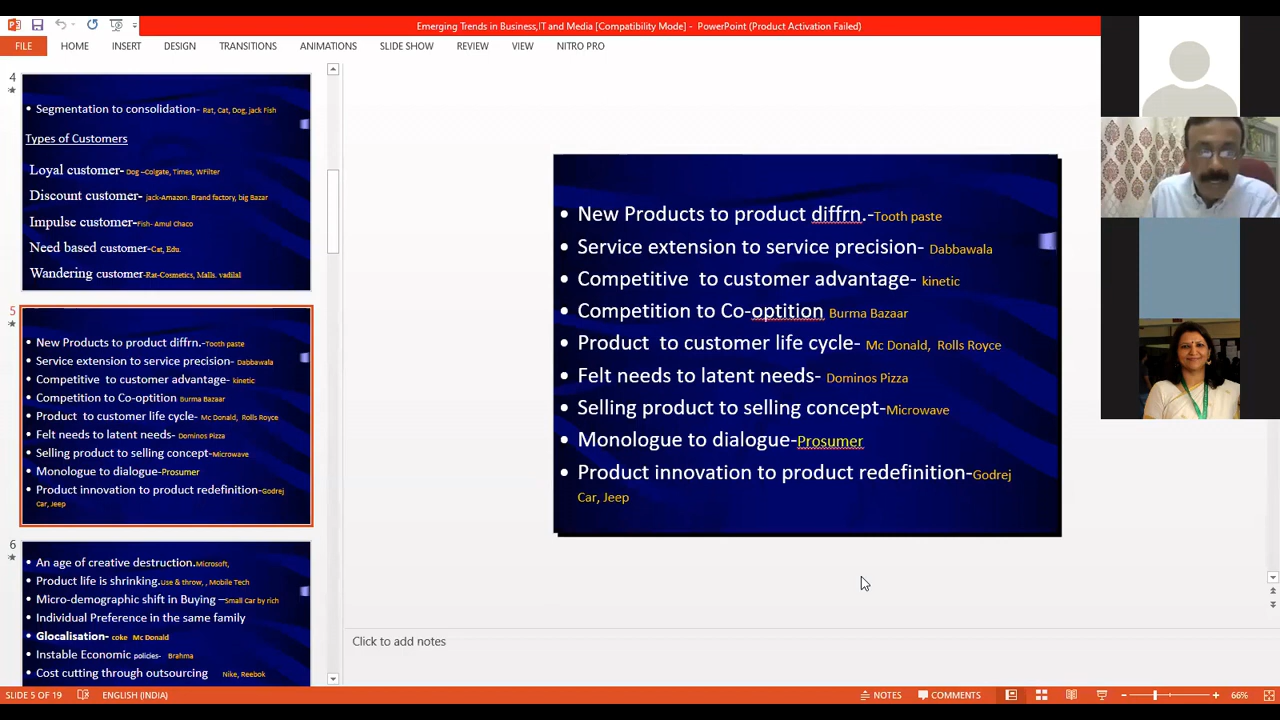 Emerging Trends in Business,IT and Media [Compatibility Mode] - PowerPoint (Product Activation Failed)
FILE HOME INSERT DESIGN TRANSITIONS ANIMATIONS SLIDE SHOW REVIEW VIEW NITRO PRO
4
• Segmentation to consolidation- Rat, Cat, Dog, jack Fish
Types of Customers
Loyal customer- Dog –Colgate, Times, WFilter
Discount customer- jack-Amazon. Brand factory, big Bazar
Impulse customer-Fish- Amul Chaco
Need based customer-Cat, Edu.
Wandering customer-Rat-Cosmetics, Malls. vadilal
5
• New Products to product diffrn.-Tooth paste
• Service extension to service precision- Dabbawala
• Competitive to customer advantage- kinetic
• Competition to Co-optition Burma Bazaar
• Product to customer life cycle- Mc Donald, Rolls Royce
• Felt needs to latent needs- Dominos Pizza
• Selling product to selling concept-Microwave
• Monologue to dialogue-Prosumer
• Product innovation to product redefinition-Godrej
Car, Jeep
6
• An age of creative destruction.Microsoft,
• Product life is shrinking.Use & throw, , Mobile Tech
• Micro-demographic shift in Buying –Small Car by rich
• Individual Preference in the same family
• Glocalisation- coke Mc Donald
• Instable Economic policies- Brahma
• Cost cutting through outsourcing Nike, Reebok
• New Products to product diffrn.-Tooth paste
• Service extension to service precision- Dabbawala
• Competitive to customer advantage- kinetic
• Competition to Co-optition Burma Bazaar
• Product to customer life cycle- Mc Donald, Rolls Royce
• Felt needs to latent needs- Dominos Pizza
• Selling product to selling concept-Microwave
• Monologue to dialogue-Prosumer
• Product innovation to product redefinition-Godrej
Car, Jeep
Click to add notes
SLIDE 5 OF 19 ENGLISH (INDIA) NOTES COMMENTS 66%